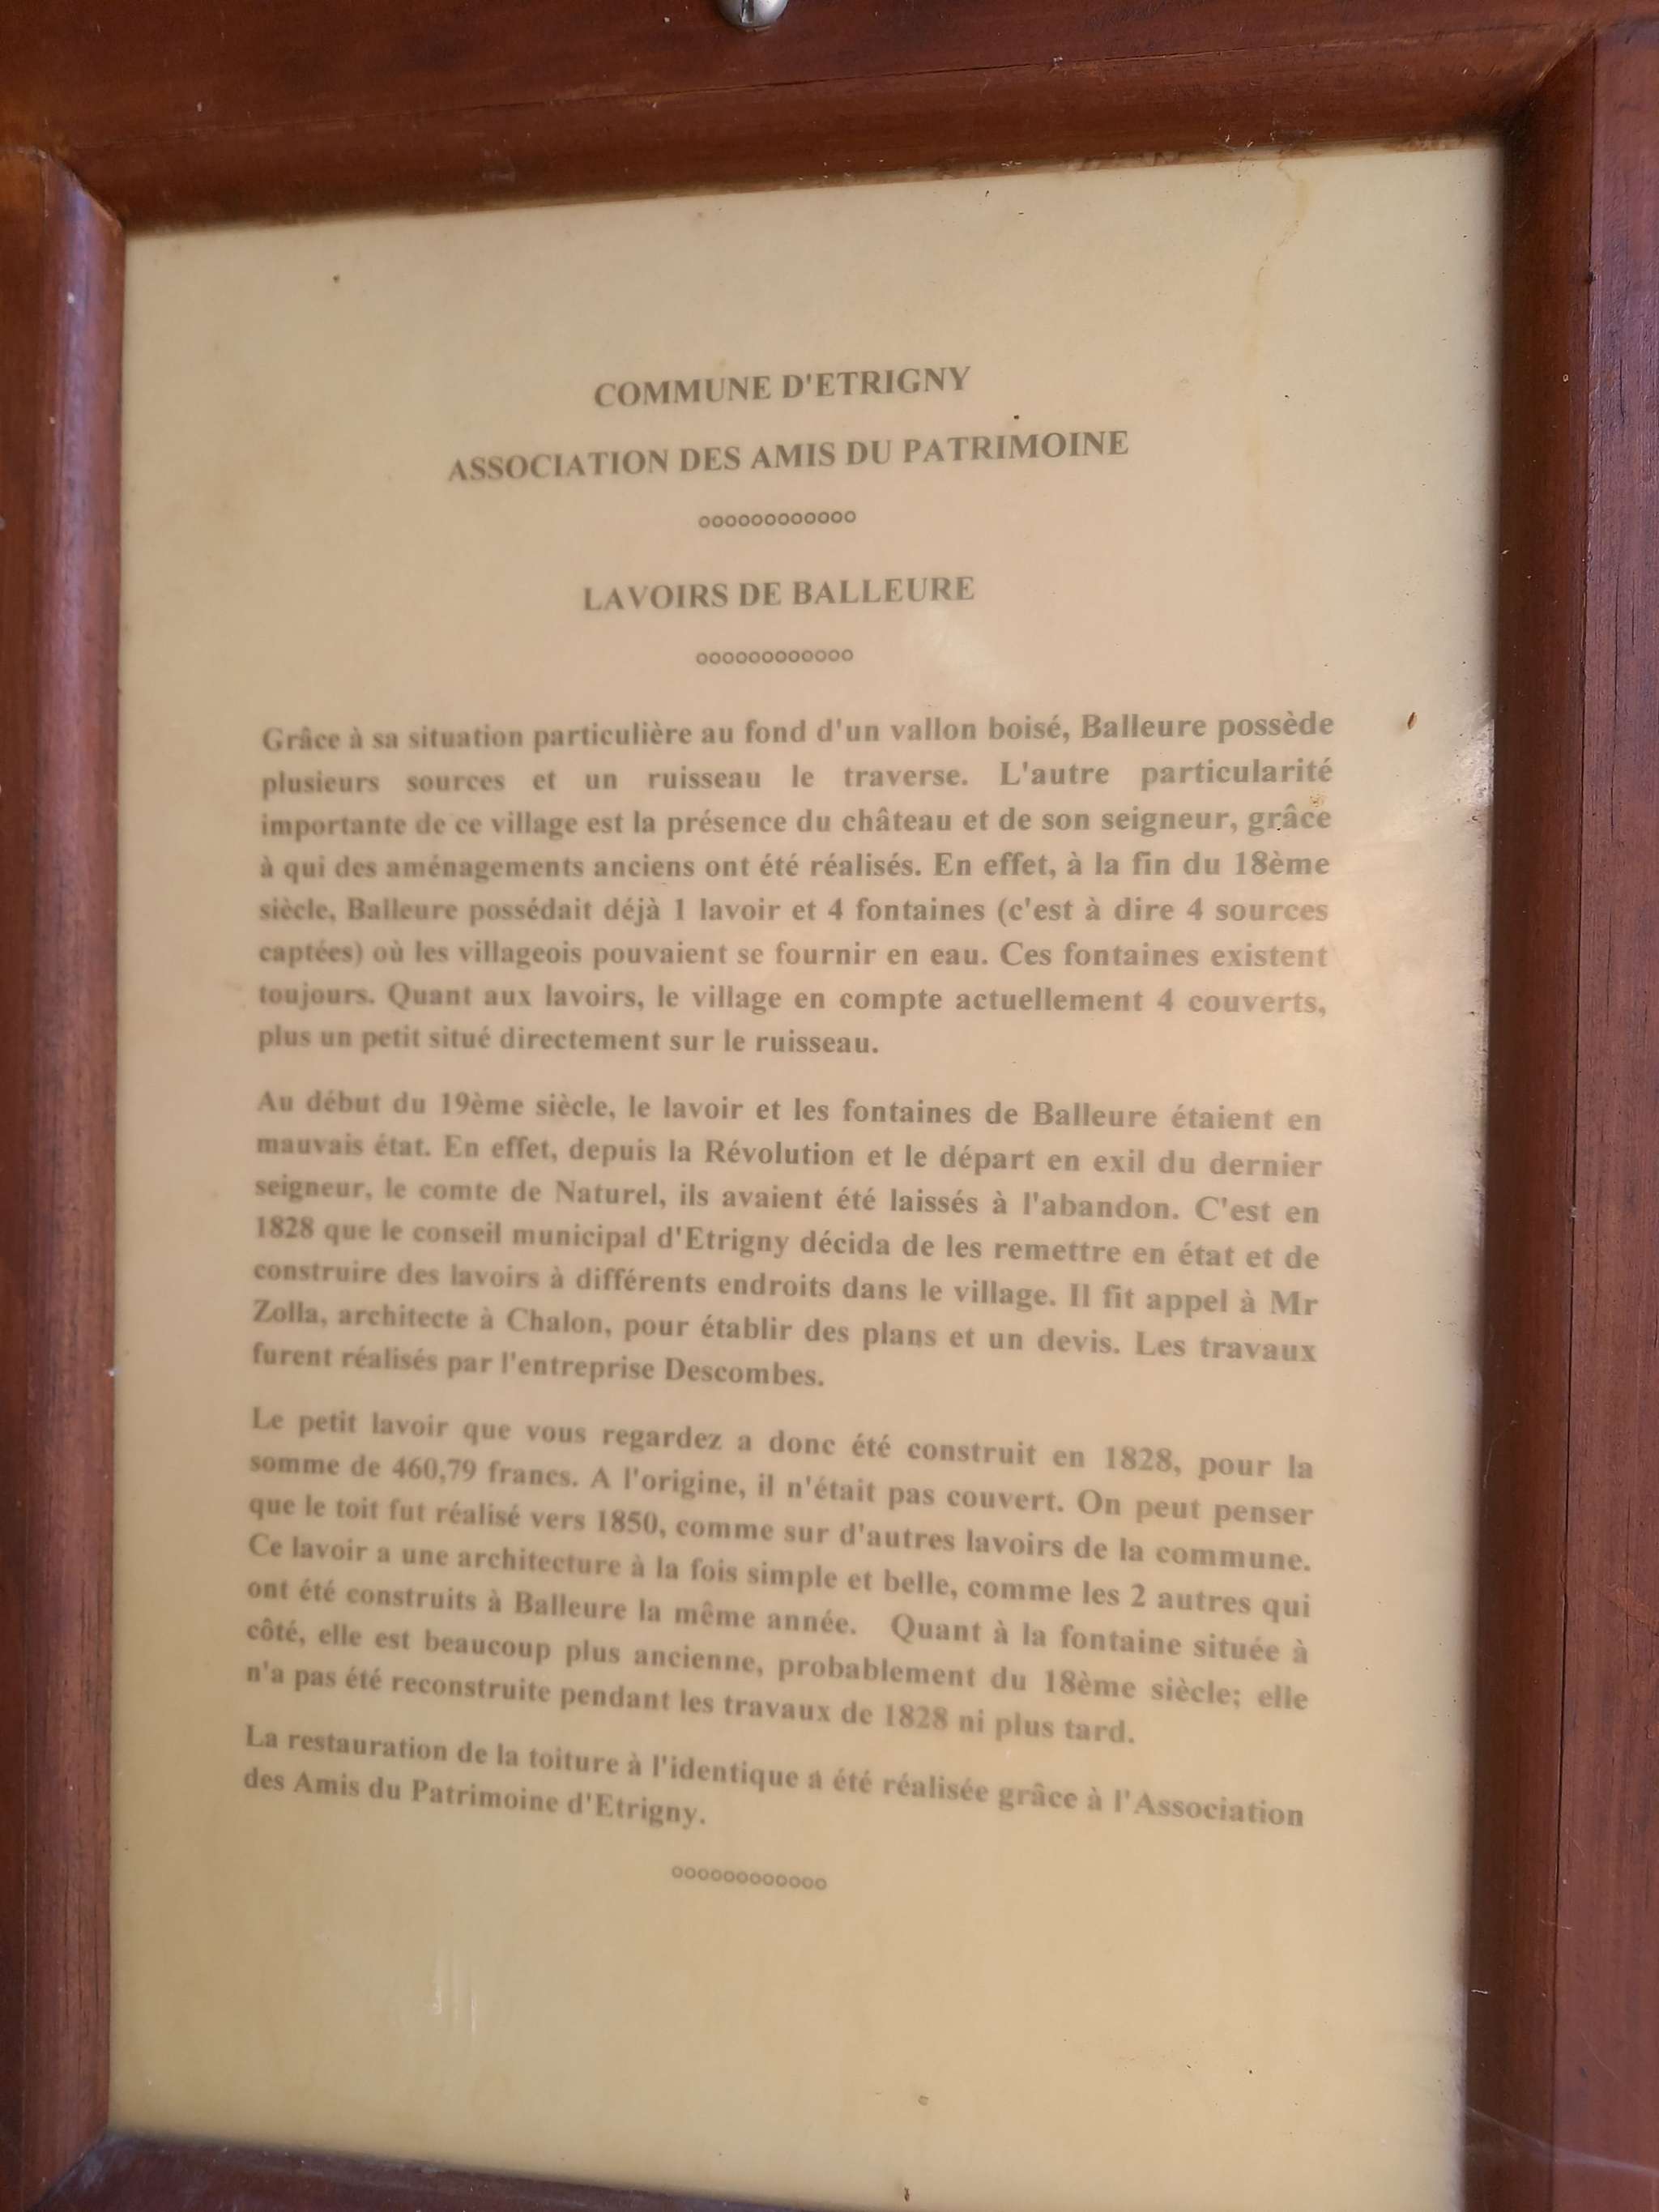 COMMUNE D'ETRIGNY
ASSOCIATION DES AMIS DU PATRIMOINE
oooooooooooo
LAVOIRS DE BALLEURE
oooooooooooo
Grâce à sa situation particulière au fond d'un vallon boisé, Balleure possède
plusieurs sources et un ruisseau le traverse. L'autre particularité
importante de ce village est la présence du château et de son seigneur, grâce
à qui des aménagements anciens ont été réalisés. En effet, à la fin du 18ème
siècle, Balleure possédait déjà 1 lavoir et 4 fontaines (c'est à dire 4 sources
captées) où les villageois pouvaient se fournir en eau. Ces fontaines existent
toujours. Quant aux lavoirs, le village en compte actuellement 4 couverts,
plus un petit situé directement sur le ruisseau.
Au début du 19ème siècle, le lavoir et les fontaines de Balleure étaient en
mauvais état. En effet, depuis la Révolution et le départ en exil du dernier
seigneur, le comte de Naturel, ils avaient été laissés à l'abandon. C'est en
1828 que le conseil municipal d'Etrigny décida de les remettre en état et de
construire des lavoirs à différents endroits dans le village. Il fit appel à Mr
Zolla, architecte à Chalon, pour établir des plans et un devis. Les travaux
furent réalisés par l'entreprise Descombes.
Le petit lavoir que vous regardez a donc été construit en 1828, pour la
somme de 460,79 francs. A l'origine, il n'était pas couvert. On peut penser
que le toit fut réalisé vers 1850, comme sur d'autres lavoirs de la commune.
Ce lavoir a une architecture à la fois simple et belle, comme les 2 autres qui
ont été construits à Balleure la même année. Quant à la fontaine située à
côté, elle est beaucoup plus ancienne, probablement du 18ème siècle; elle
n'a pas été reconstruite pendant les travaux de 1828 ni plus tard.
La restauration de la toiture à l'identique a été réalisée grâce à l'Association
des Amis du Patrimoine d'Etrigny.
oooooooooooo